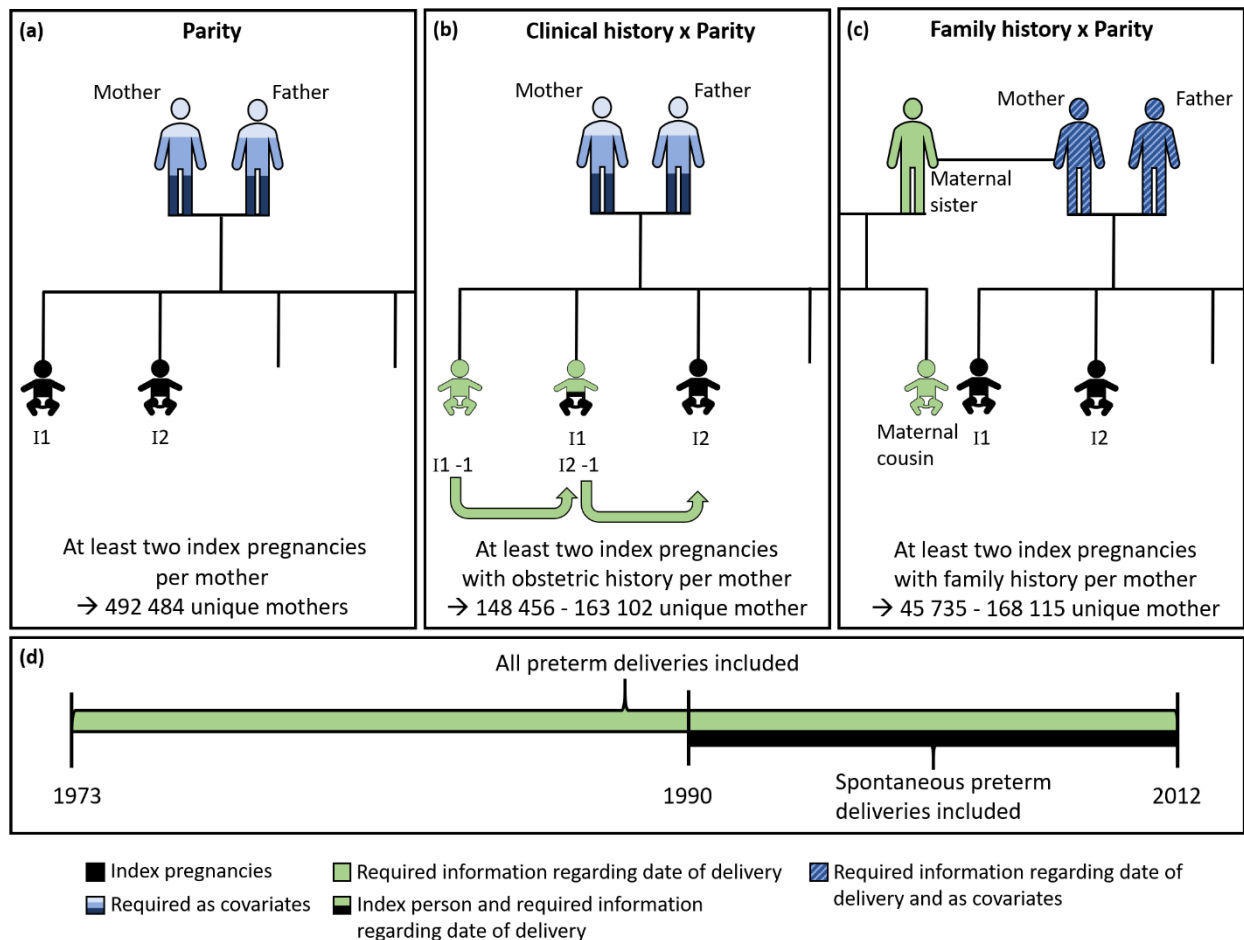 (a) Parity
Mother
Father
I1
I2
At least two index pregnancies
per mother
→ 492 484 unique mothers
(b) Clinical history x Parity
Mother
Father
I1
I2
I1 -1
I2 -1
At least two index pregnancies
with obstetric history per mother
→ 148 456 - 163 102 unique mother
(c) Family history x Parity
Mother
Father
Maternal
sister
Maternal
cousin
I1
I2
At least two index pregnancies
with family history per mother
→ 45 735 - 168 115 unique mother
(d)
All preterm deliveries included
1973
1990
Spontaneous preterm
deliveries included
2012
Index pregnancies
Required as covariates
Required information regarding date of delivery
Index person and required information
regarding date of delivery
Required information regarding date of
delivery and as covariates